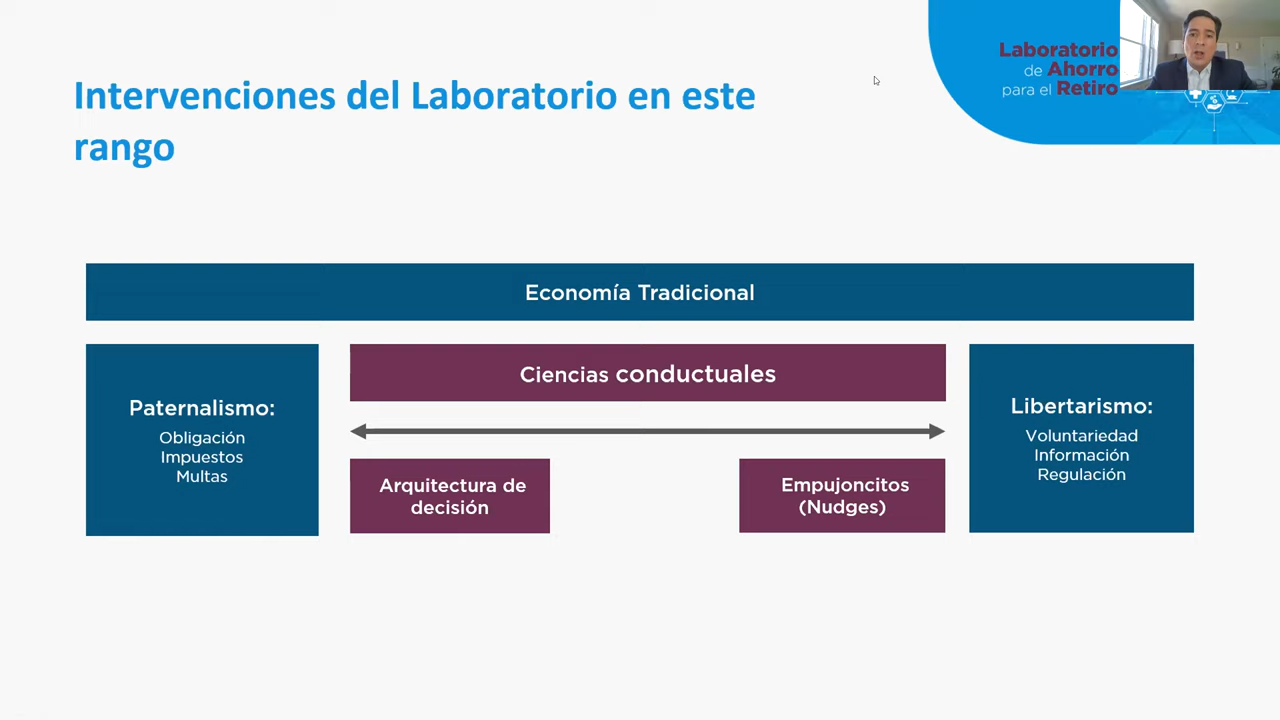 Intervenciones del Laboratorio en este
rango
Laboratorio
de Ahorro
para el Retiro
Economía Tradicional
Paternalismo:
Obligación
Impuestos
Multas
Ciencias conductuales
Arquitectura de
decisión
Empujoncitos
(Nudges)
Libertarismo:
Voluntariedad
Información
Regulación